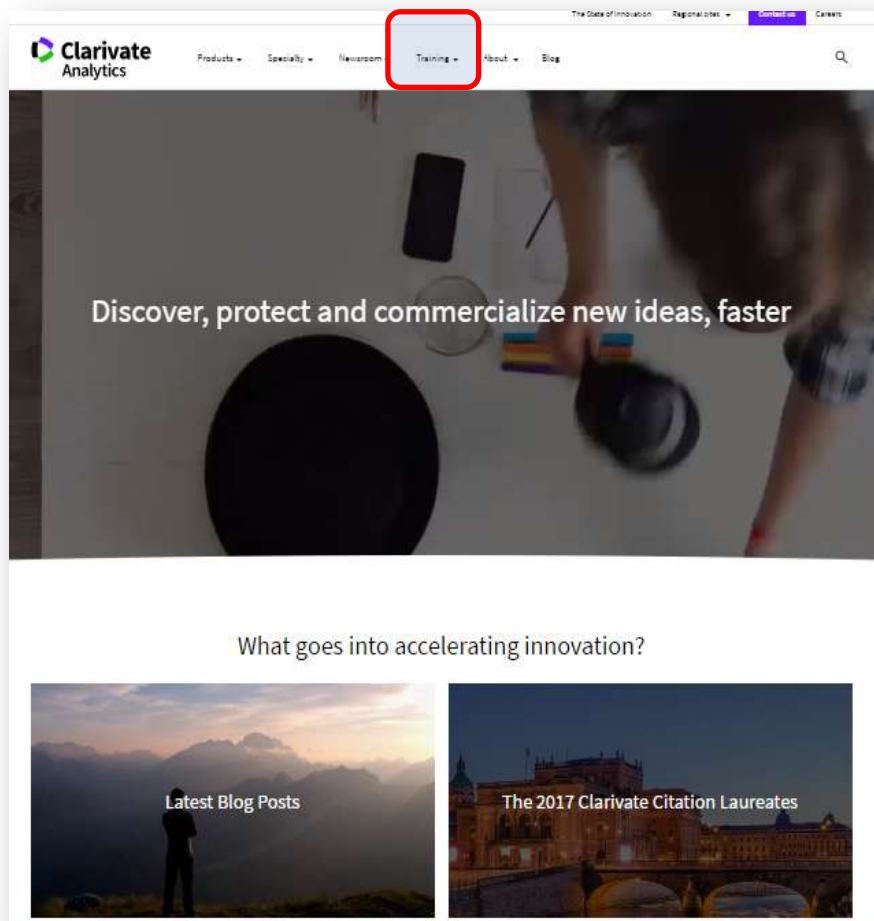 The State of Innovation Regional sites Contact us Careers
Clarivate
Analytics
Products Specialty Newsroom Training About Blog
Discover, protect and commercialize new ideas, faster
What goes into accelerating innovation?
Latest Blog Posts
The 2017 Clarivate Citation Laureates